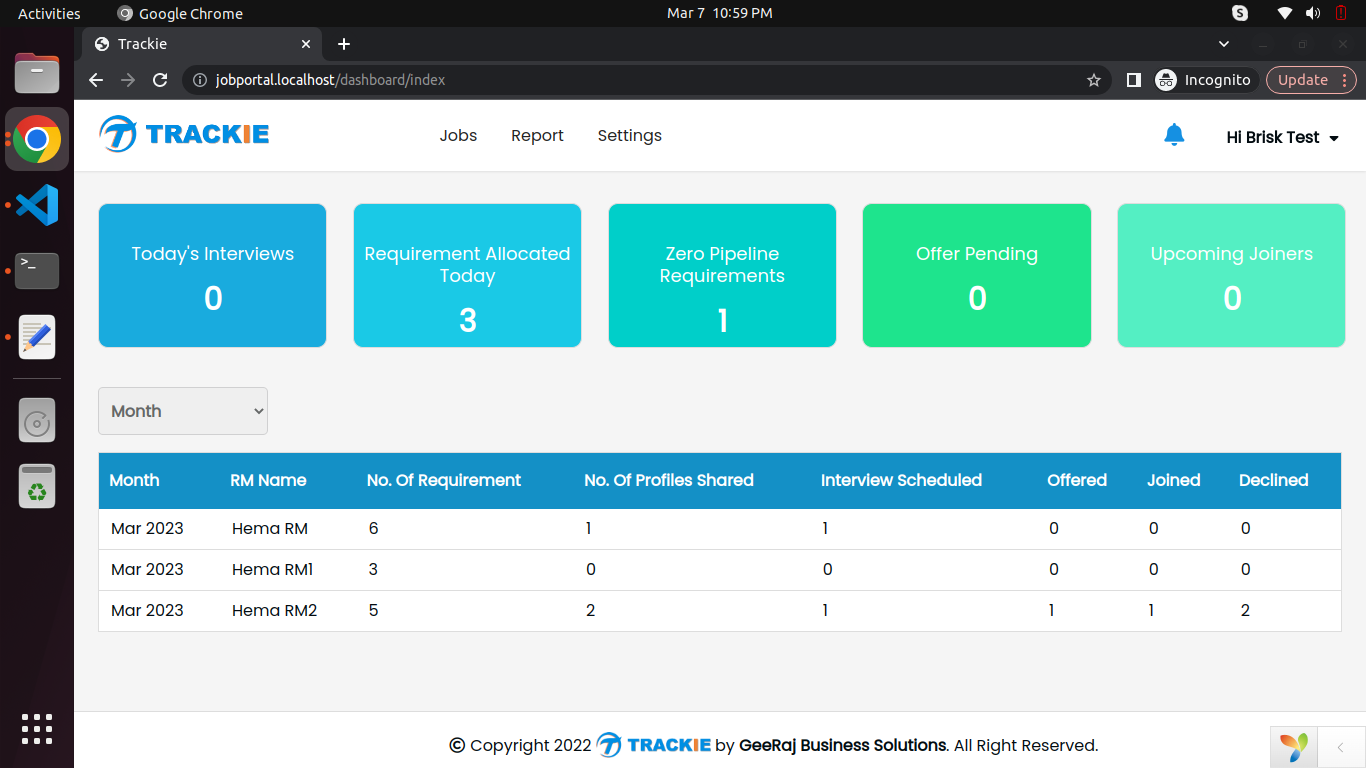 Activities Google Chrome Mar 7 10:59 PM
Trackie
jobportal.localhost/dashboard/index Incognito Update
TRACKIE Jobs Report Settings Hi Brisk Test
Today's Interviews
0
Requirement Allocated
Today
3
Zero Pipeline
Requirements
1
Offer Pending
0
Upcoming Joiners
0
Month
Month RM Name No. Of Requirement No. Of Profiles Shared Interview Scheduled Offered Joined Declined
Mar 2023 Hema RM 6 1 1 0 0 0
Mar 2023 Hema RM1 3 0 0 0 0 0
Mar 2023 Hema RM2 5 2 1 1 1 2
© Copyright 2022 TRACKIE by GeeRaj Business Solutions. All Right Reserved.